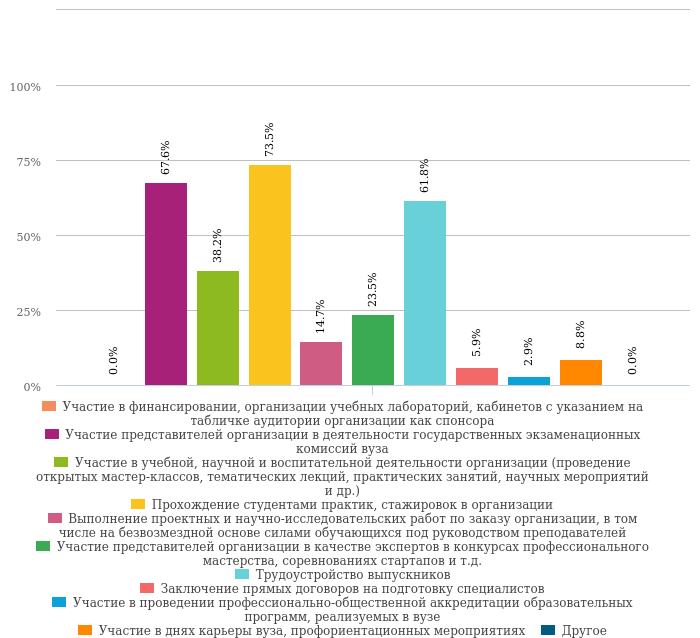 100%
75%
50%
25%
0%
0.0%
67.6%
38.2%
73.5%
14.7%
23.5%
61.8%
5.9%
2.9%
8.8%
0.0%
Участие в финансировании, организации учебных лабораторий, кабинетов с указанием на
табличке аудитории организации как спонсора
Участие представителей организации в деятельности государственных экзаменационных
комиссий вуза
Участие в учебной, научной и воспитательной деятельности организации (проведение
открытых мастер-классов, тематических лекций, практических занятий, научных мероприятий
и др.)
Прохождение студентами практик, стажировок в организации
Выполнение проектных и научно-исследовательских работ по заказу организации, в том
числе на безвозмездной основе силами обучающихся под руководством преподавателей
Участие представителей организации в качестве экспертов в конкурсах профессионального
мастерства, соревнованиях стартапов и т.д.
Трудоустройство выпускников
Заключение прямых договоров на подготовку специалистов
Участие в проведении профессионально-общественной аккредитации образовательных
программ, реализуемых в вузе
Участие в днях карьеры вуза, профориентационных мероприятиях Другое